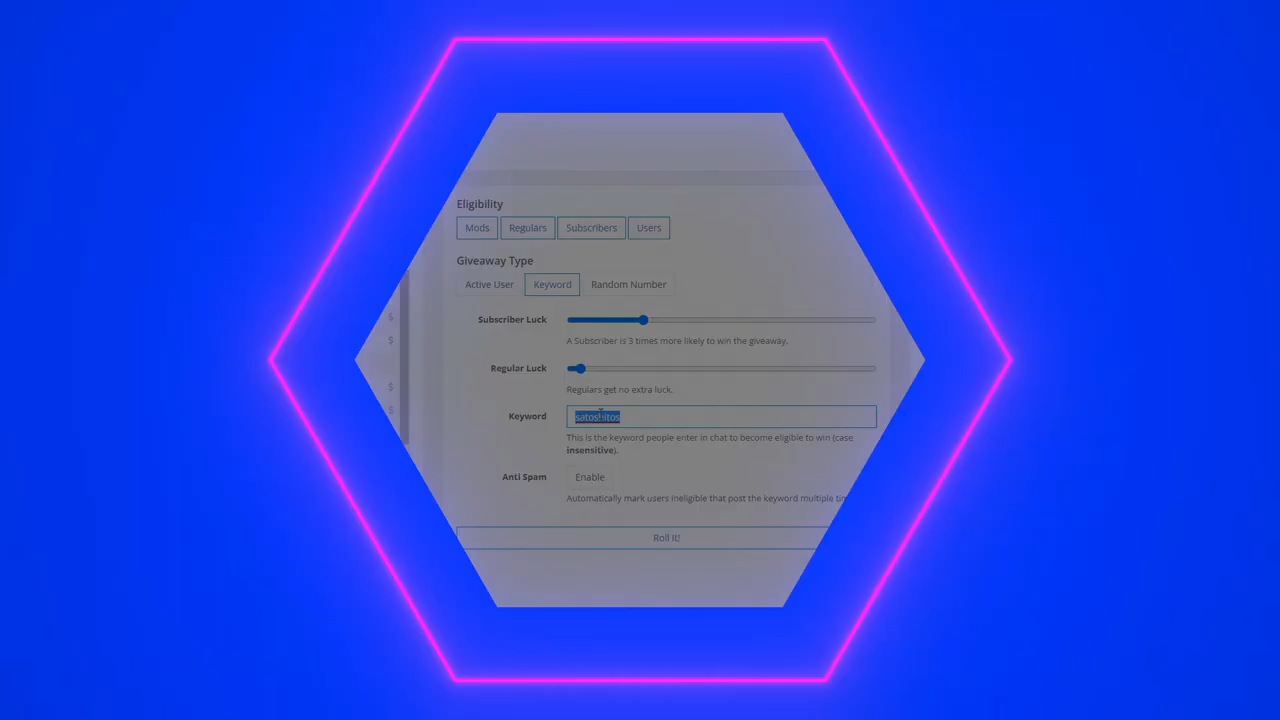 Eligibility
Mods Regulars Subscribers Users
Giveaway Type
Active User Keyword Random Number
Subscriber Luck
A Subscriber is 3 times more likely to win the giveaway.
Regular Luck
$
$
Regulars get no extra luck.
$
$
Keyword
This is the keyword people enter in chat to become eligible to win (case
insensitive).
Anti Spam Enable
Automatically mark users ineligible that post the keyword multiple
Roll It!